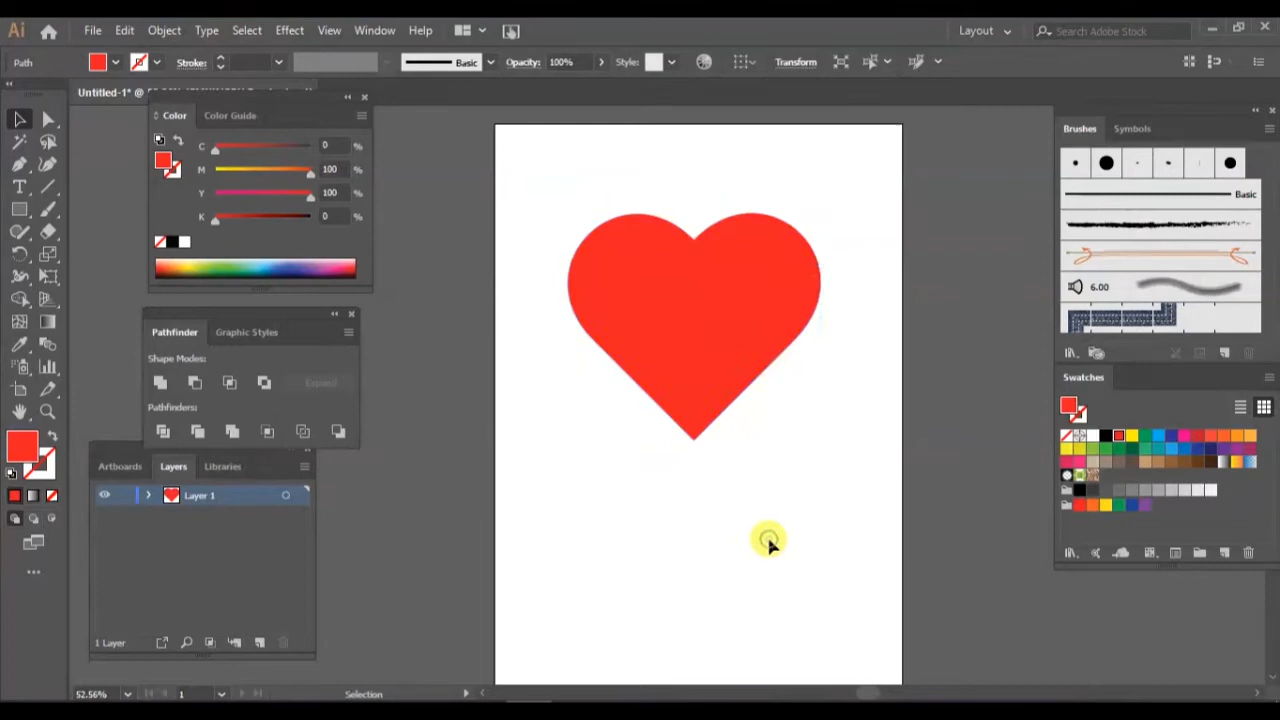 Ai File Edit Object Type Select Effect View Window Help Layout Search Adobe Stock
Path Stroke: Basic Opacity: 100% Style: Transform
Untitled-1* @
Color Color Guide
C 0 %
M 100 %
Y 100 %
K 0 %
Pathfinder Graphic Styles
Shape Modes:
Expand
Pathfinders:
Artboards Layers Libraries
Layer 1
1 Layer
52.56% 1 Selection
Brushes Symbols
Basic
6.00
Swatches